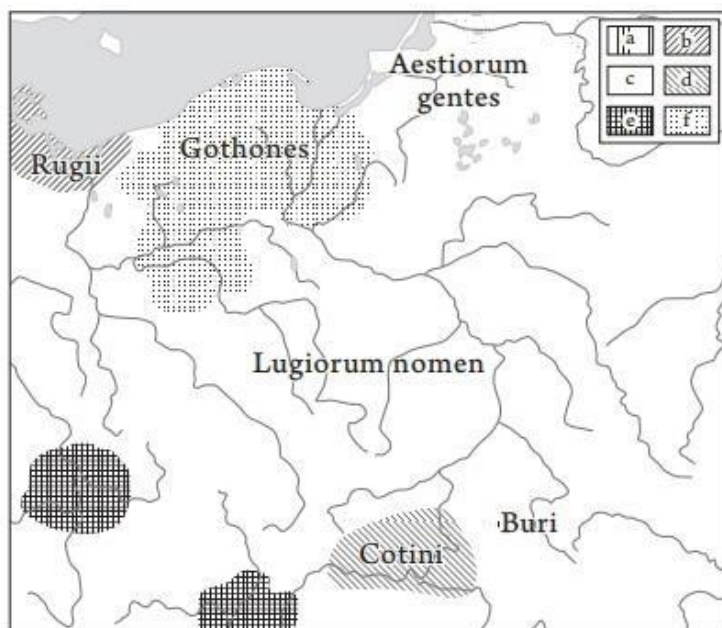 a b
c d
e f
Aestiorum
gentes
Gothones
Rugii
Lugiorum nomen
Buri
Cotini